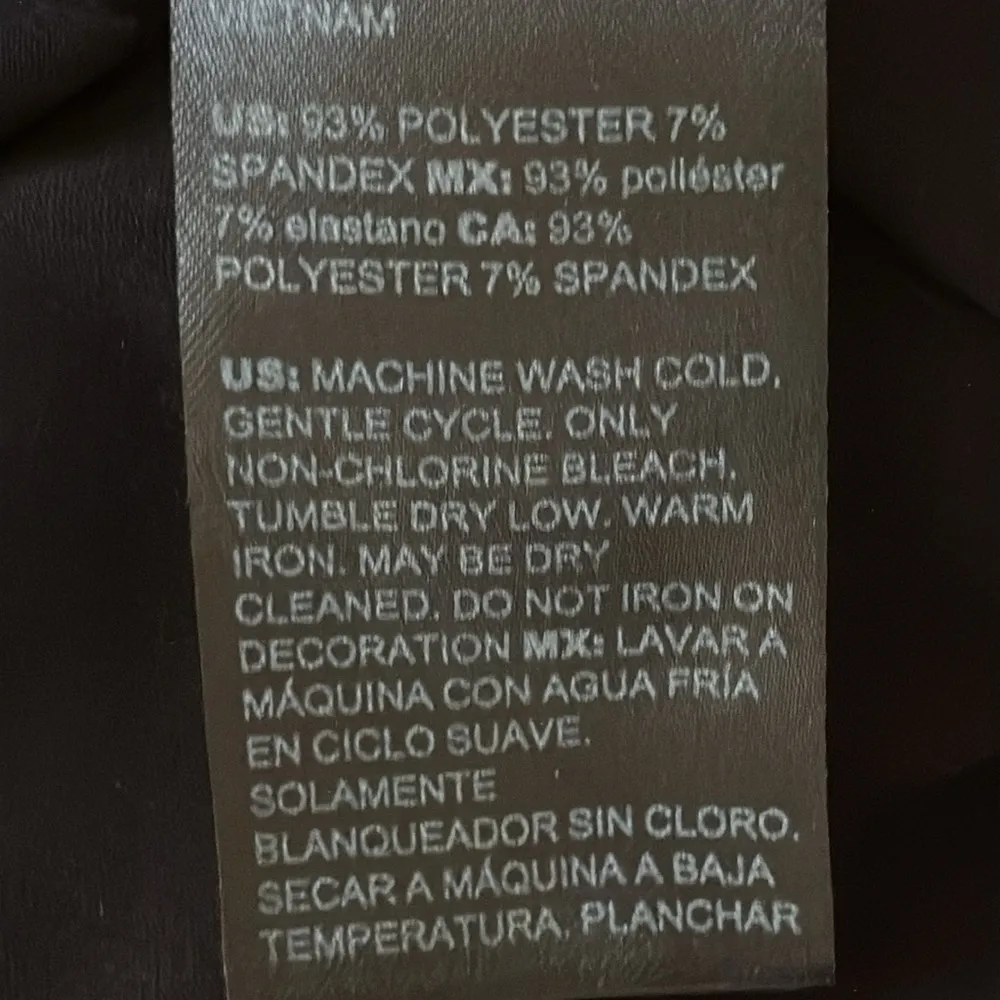 VIETNAM
US: 93% POLYESTER 7%
SPANDEX MX: 93% poliéster
7% elastano CA: 93%
POLYESTER 7% SPANDEX
US: MACHINE WASH COLD,
GENTLE CYCLE. ONLY
NON-CHLORINE BLEACH.
TUMBLE DRY LOW. WARM
IRON. MAY BE DRY
CLEANED. DO NOT IRON ON
DECORATION MX: LAVAR A
MÁQUINA CON AGUA FRÍA
EN CICLO SUAVE.
SOLAMENTE
BLANQUEADOR SIN CLORO.
SECAR A MÁQUINA A BAJA
TEMPERATURA. PLANCHAR